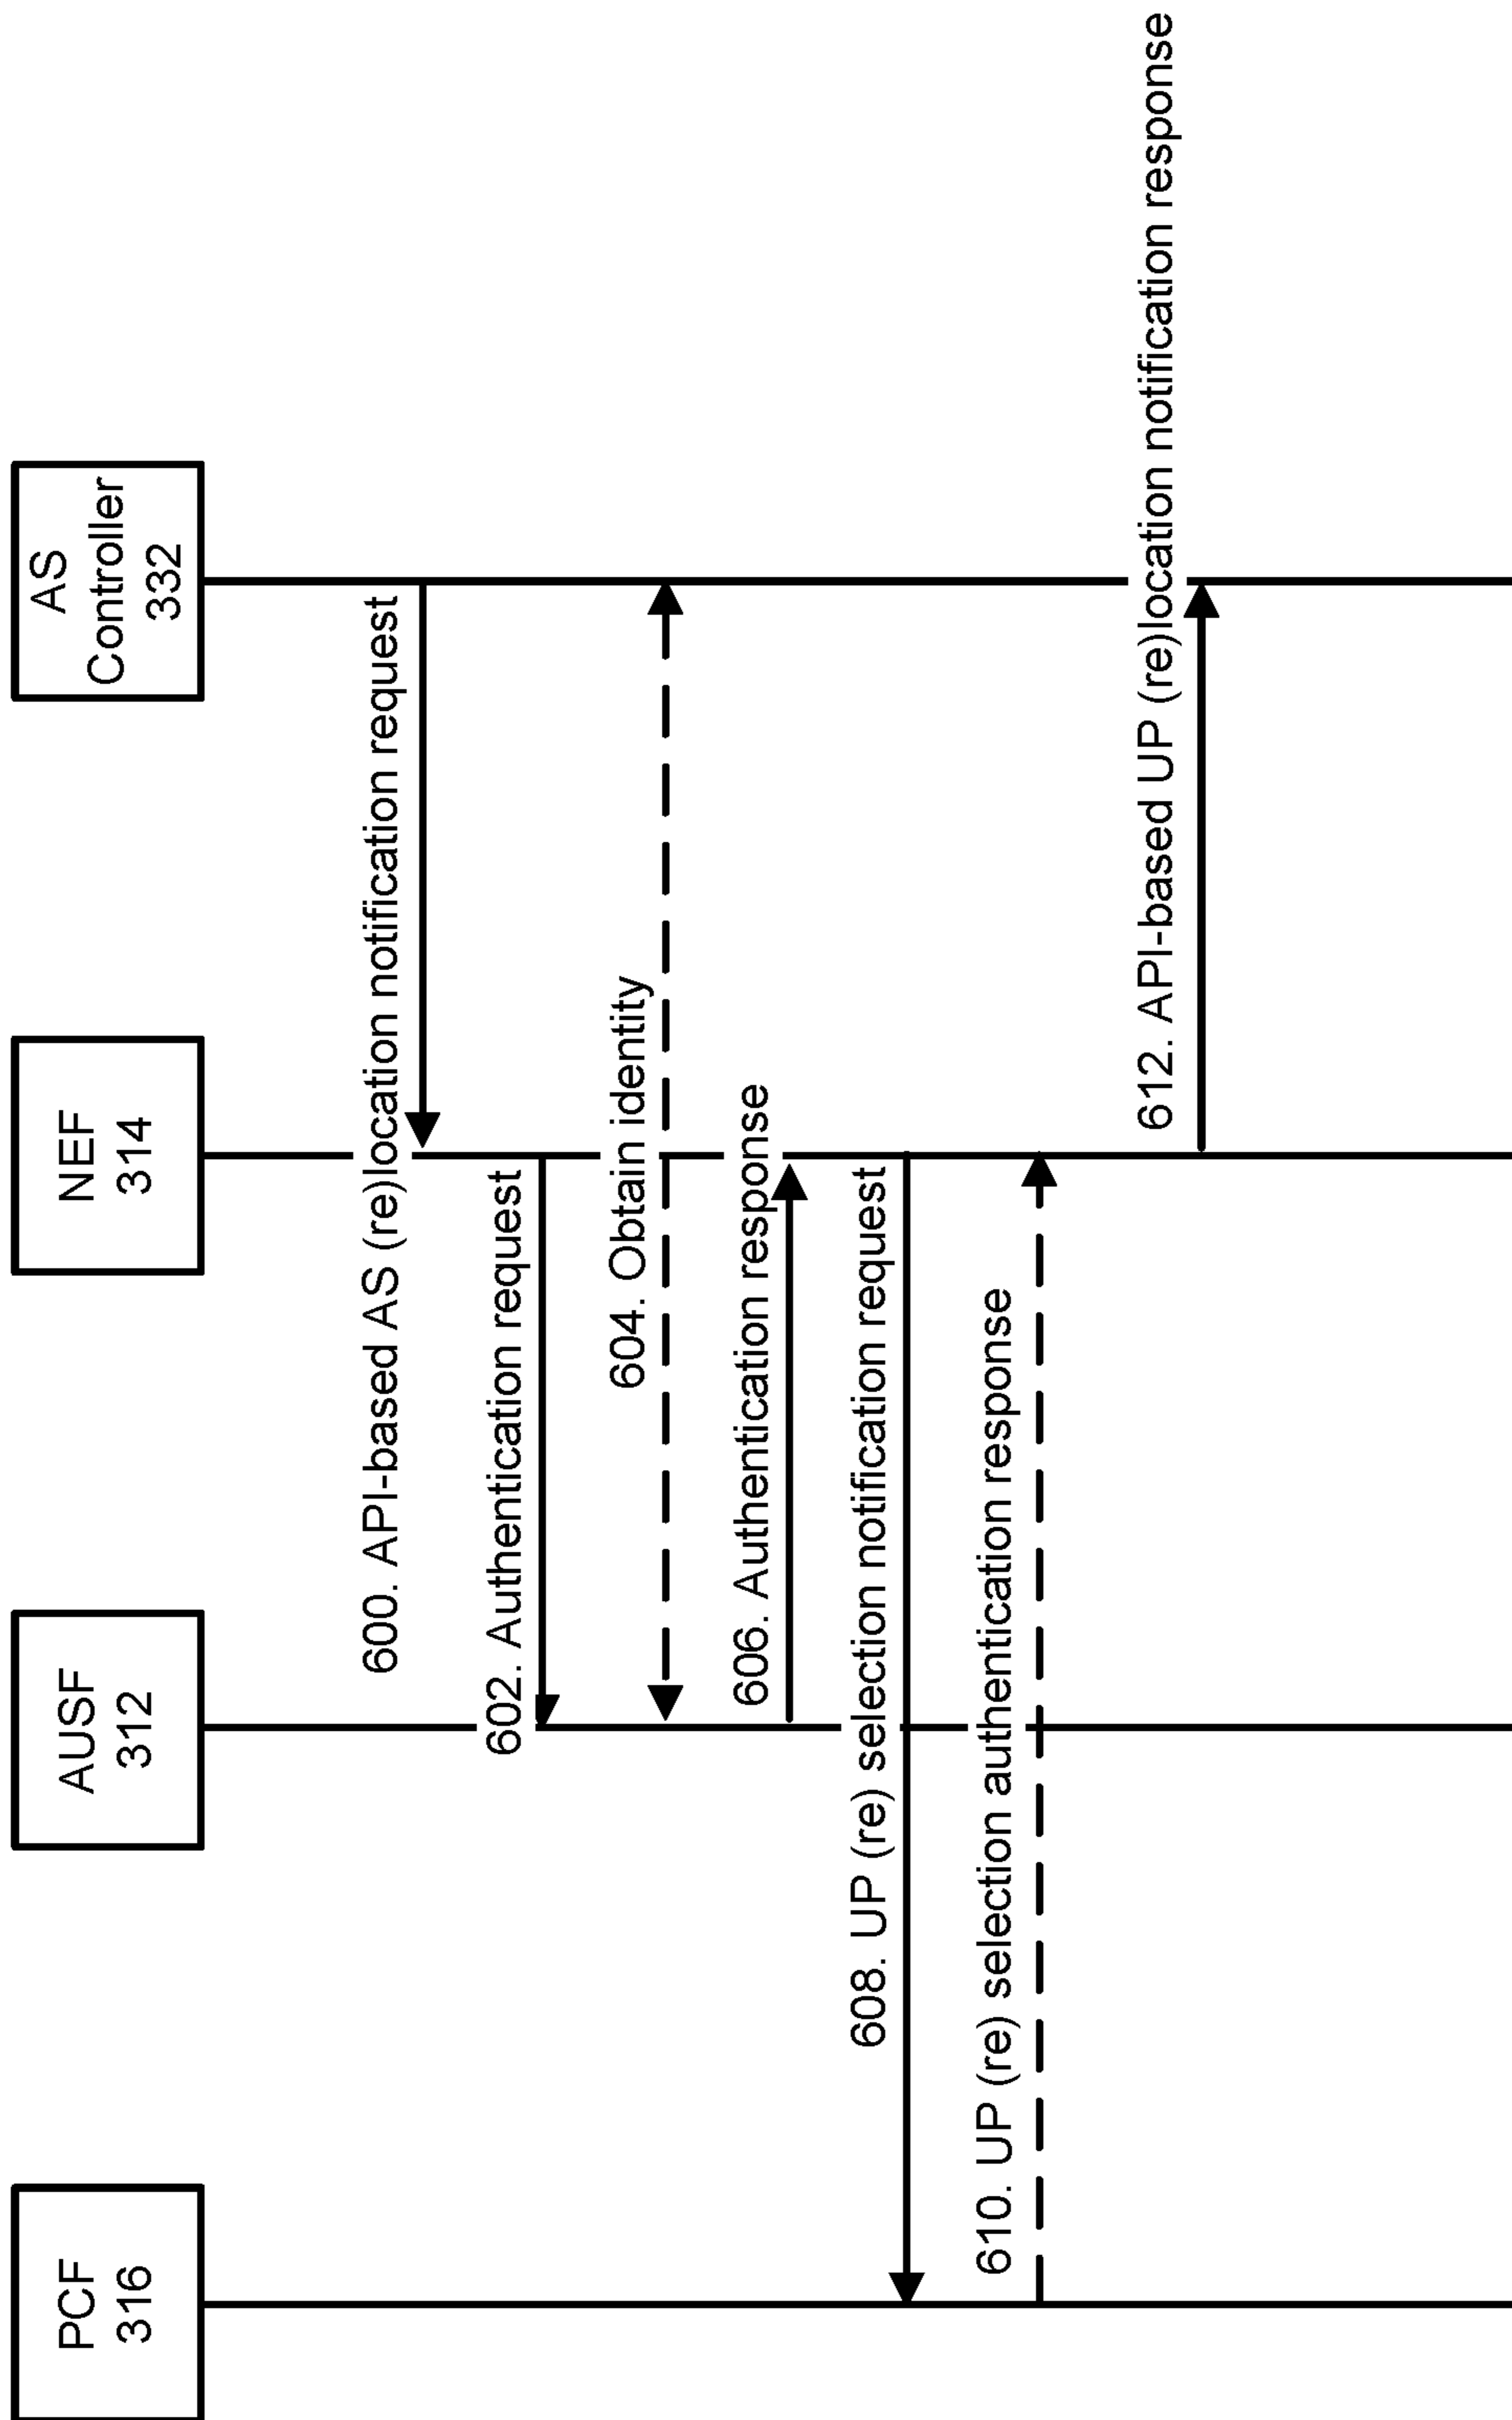 PCF
316
AUSF
312
NEF
314
AS
Controller
332
600. API-based AS (re)location notification request
602. Authentication request
604. Obtain identity
606. Authentication response
608. UP (re) selection notification request
610. UP (re) selection authentication response
612. API-based UP (re)location notification response